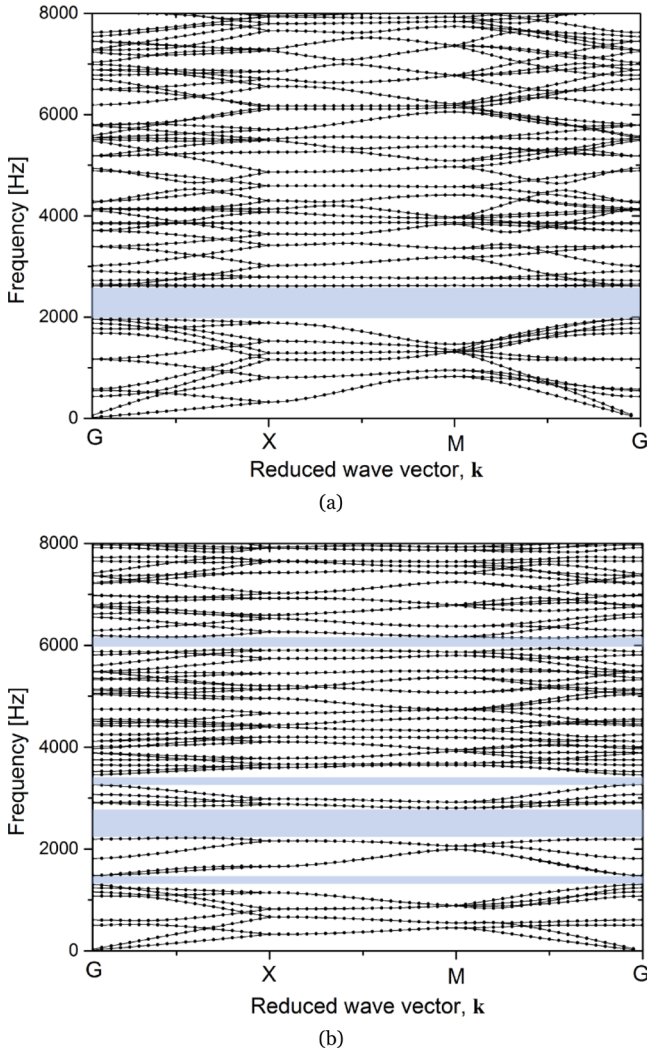 8000
6000
4000
2000
0
Frequency [Hz]
G X M G
Reduced wave vector, k
(a)
8000
6000
4000
2000
0
Frequency [Hz]
G X M G
Reduced wave vector, k
(b)